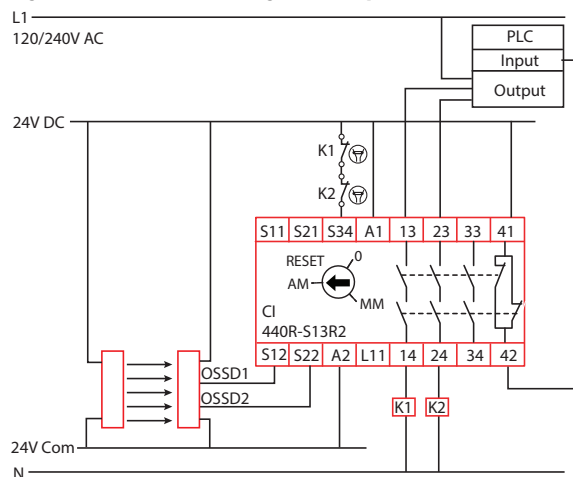 L1
120/240V AC
PLC
Input
Output
24V DC
K1
K2
S11 S21 S34 A1 13 23 33 41
RESET 0
AM
MM
CI
440R-S13R2
S12 S22 A2 L11 14 24 34 42
OSSD1
OSSD2
K1 K2
24V Com
N